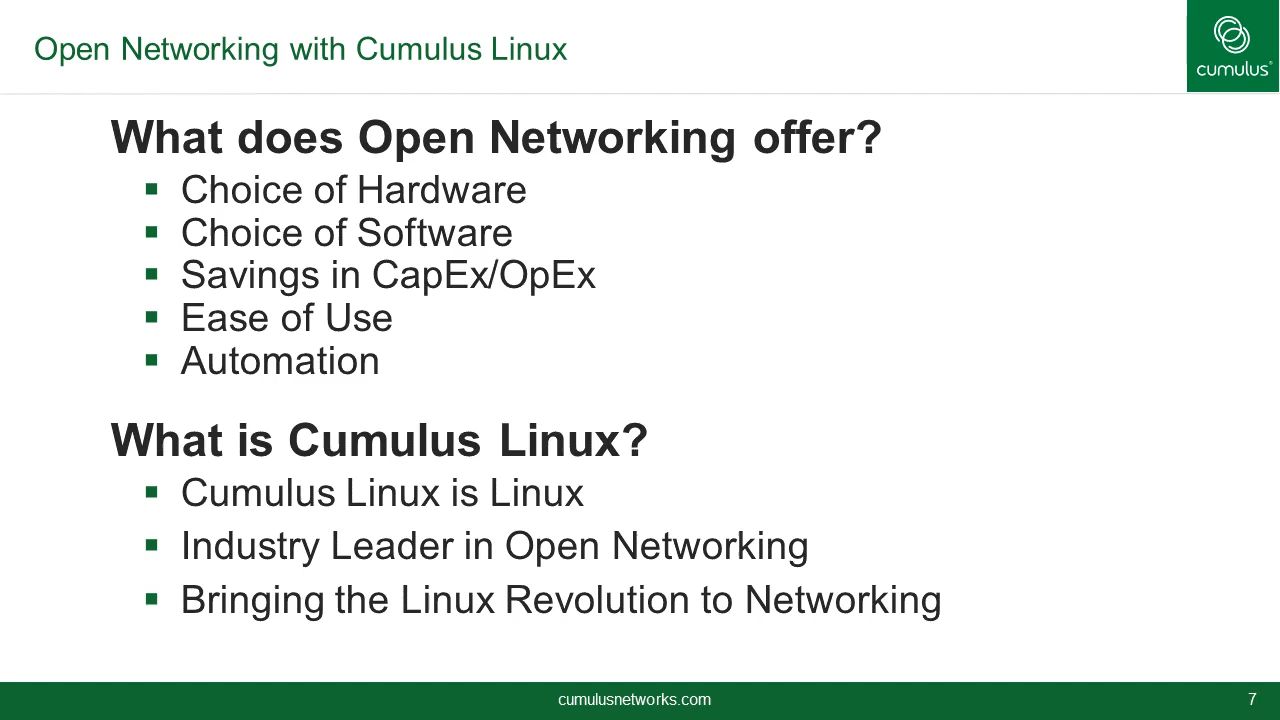 Open Networking with Cumulus Linux
cumulus®
What does Open Networking offer?
▪ Choice of Hardware
▪ Choice of Software
▪ Savings in CapEx/OpEx
▪ Ease of Use
▪ Automation
What is Cumulus Linux?
▪ Cumulus Linux is Linux
▪ Industry Leader in Open Networking
▪ Bringing the Linux Revolution to Networking
cumulusnetworks.com
7